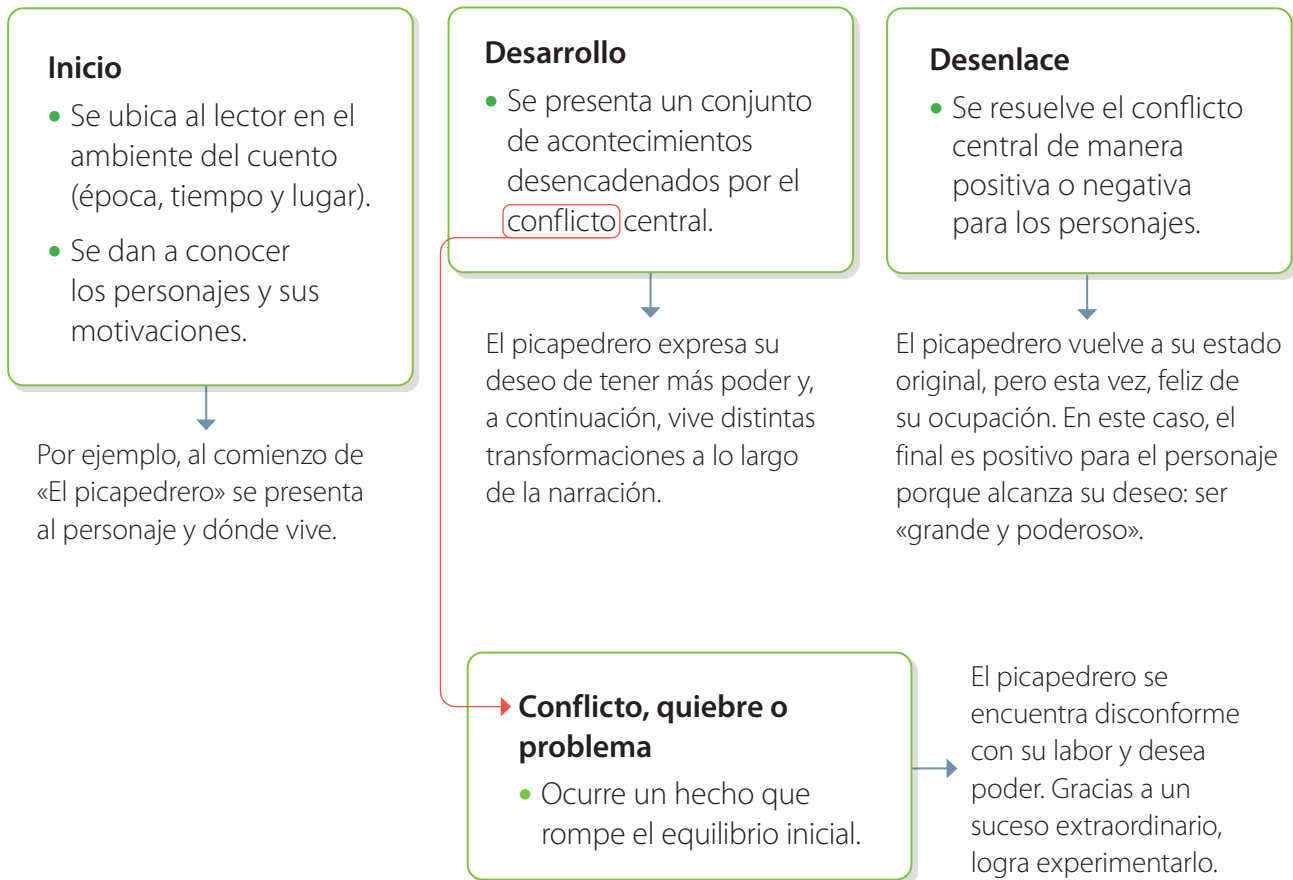 Inicio
• Se ubica al lector en el
ambiente del cuento
(época, tiempo y lugar).
• Se dan a conocer
los personajes y sus
motivaciones.
Por ejemplo, al comienzo de
«El picapedrero» se presenta
al personaje y dónde vive.
Desarrollo
• Se presenta un conjunto
de acontecimientos
desencadenados por el
conflicto central.
El picapedrero expresa su
deseo de tener más poder y,
a continuación, vive distintas
transformaciones a lo largo
de la narración.
Desenlace
• Se resuelve el conflicto
central de manera
positiva o negativa
para los personajes.
El picapedrero vuelve a su estado
original, pero esta vez, feliz de
su ocupación. En este caso, el
final es positivo para el personaje
porque alcanza su deseo: ser
«grande y poderoso».
Conflicto, quiebre o
problema
• Ocurre un hecho que
rompe el equilibrio inicial.
El picapedrero se
encuentra disconforme
con su labor y desea
poder. Gracias a un
suceso extraordinario,
logra experimentarlo.